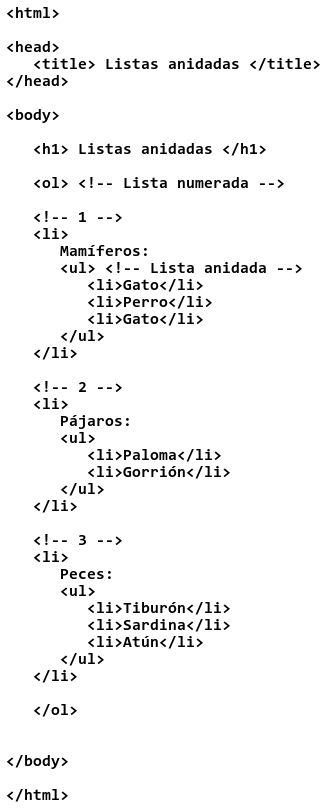 <html>
<head>
<title> Listas anidadas </title>
</head>
<body>
<h1> Listas anidadas </h1>
<ol> <!-- Lista numerada -->
<!-- 1 -->
<li>
Mamíferos:
<ul> <!-- Lista anidada -->
<li>Gato</li>
<li>Perro</li>
<li>Gato</li>
</ul>
</li>
<!-- 2 -->
<li>
Pájaros:
<ul>
<li>Paloma</li>
<li>Gorrión</li>
</ul>
</li>
<!-- 3 -->
<li>
Peces:
<ul>
<li>Tiburón</li>
<li>Sardina</li>
<li>Atún</li>
</ul>
</li>
</ol>
</body>
</html>